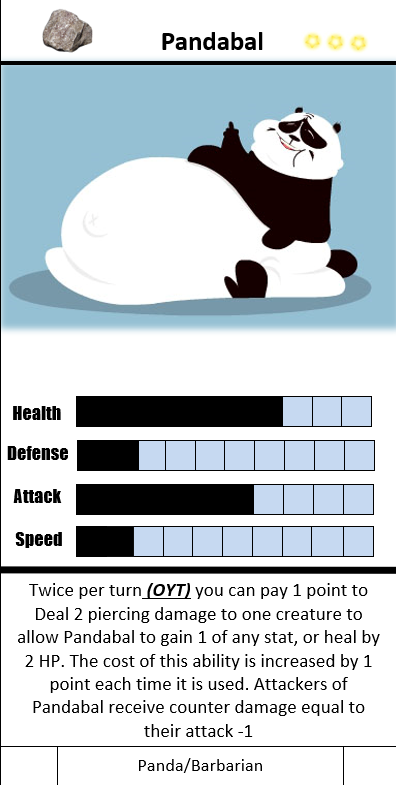 Pandabal
Health
Defense
Attack
Speed
Twice per turn (OYT) you can pay 1 point to
Deal 2 piercing damage to one creature to
allow Pandabal to gain 1 of any stat, or heal by
2 HP. The cost of this ability is increased by 1
point each time it is used. Attackers of
Pandabal receive counter damage equal to
their attack -1
Panda/Barbarian